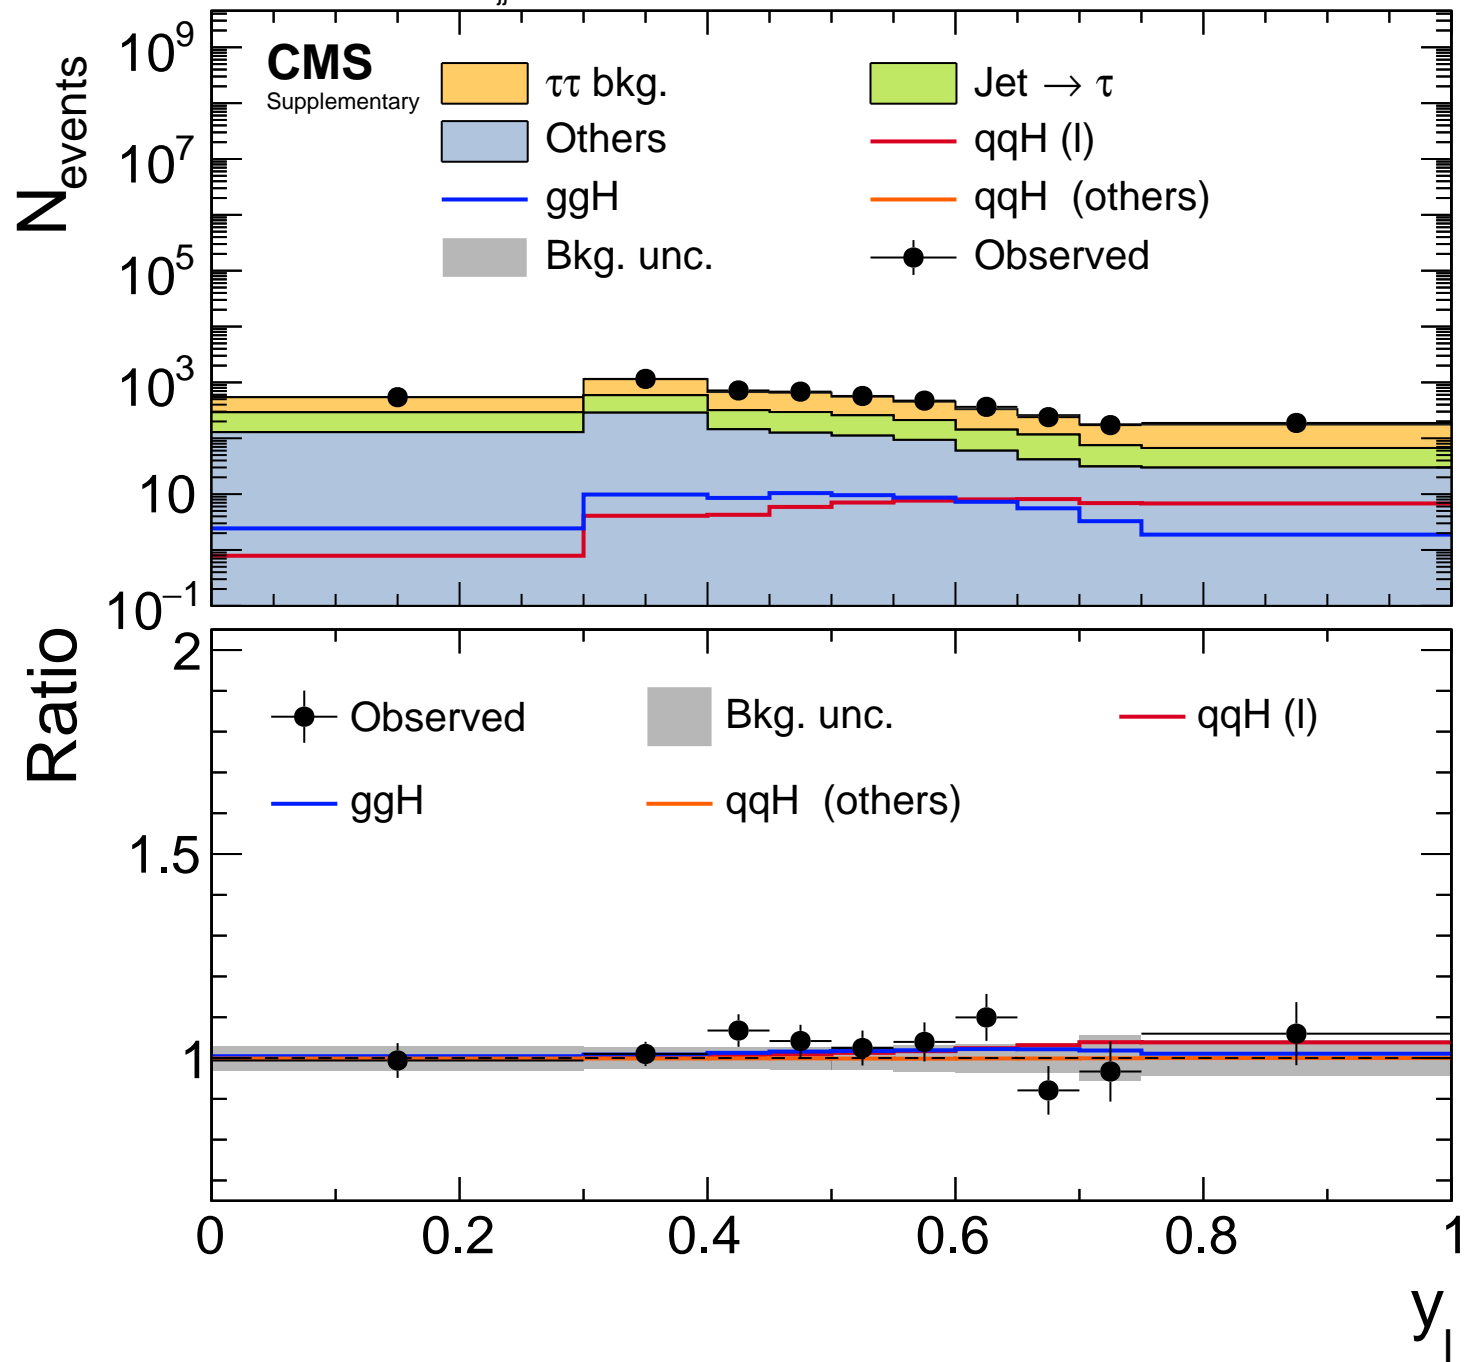 jj
CMS
Supplementary
ττ bkg.
Jet → τ
Others
qqH (l)
ggH
qqH (others)
Bkg. unc.
Observed
N_events
10^9
10^7
10^5
10^3
10
10^−1
Ratio
2
1.5
1
Observed
Bkg. unc.
qqH (l)
ggH
qqH (others)
0 0.2 0.4 0.6 0.8 1
y_l